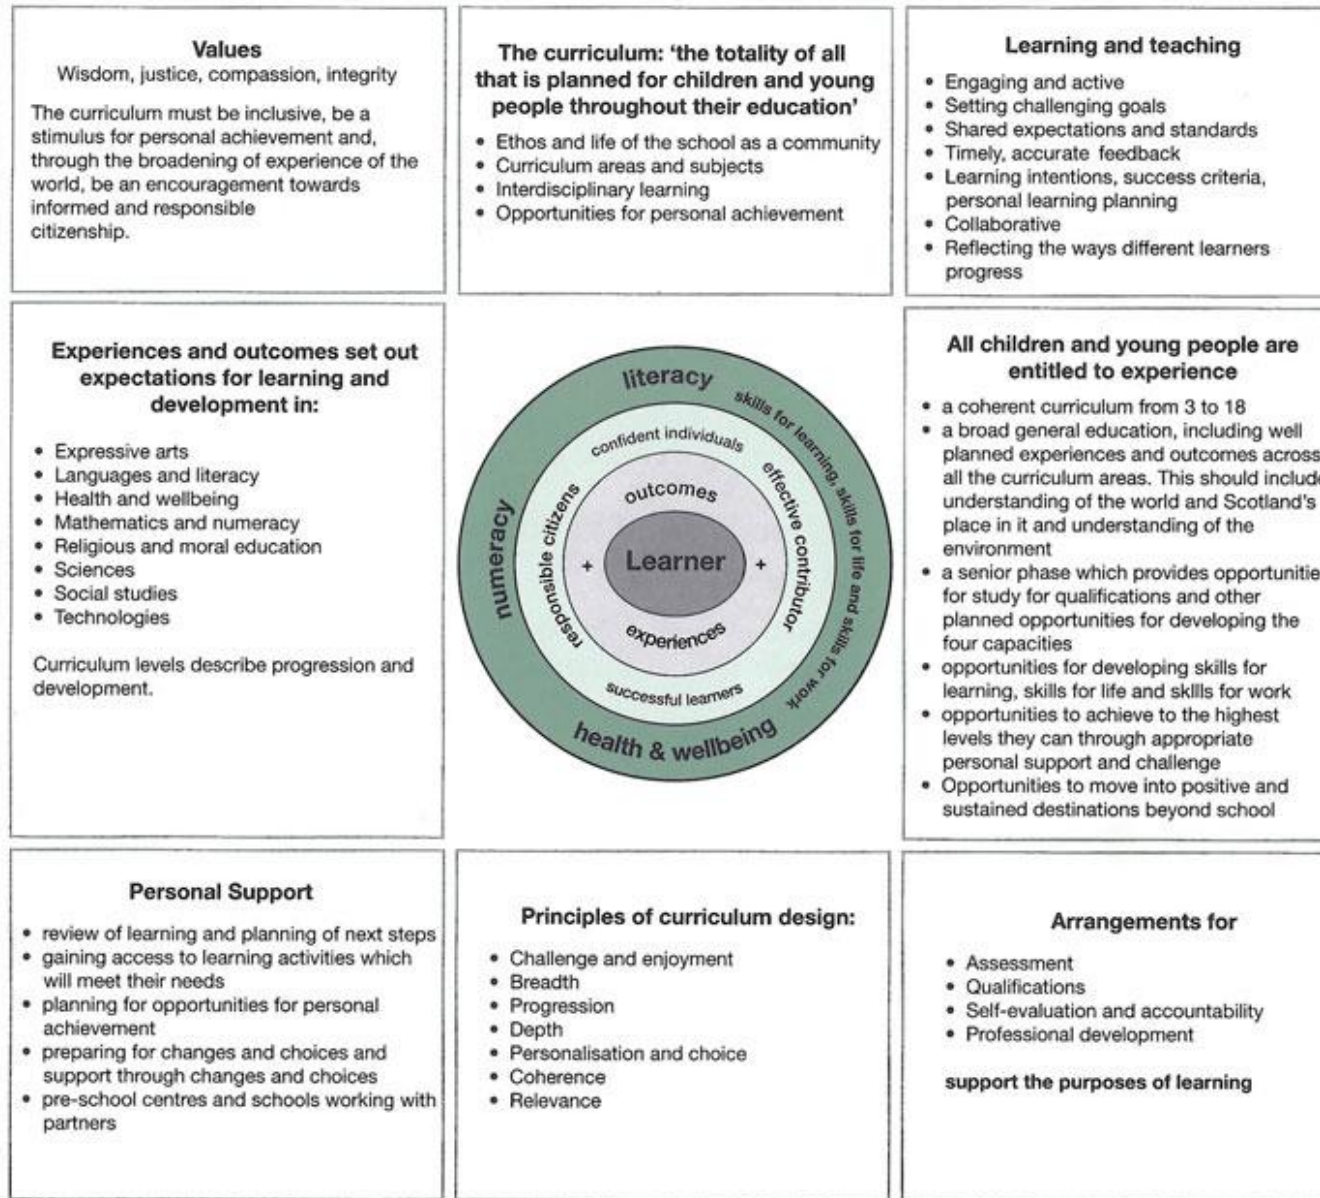 Values
Wisdom, justice, compassion, integrity
The curriculum must be inclusive, be a
stimulus for personal achievement and,
through the broadening of experience of the
world, be an encouragement towards
informed and responsible
citizenship.
The curriculum: 'the totality of all
that is planned for children and young
people throughout their education'
• Ethos and life of the school as a community
• Curriculum areas and subjects
• Interdisciplinary learning
• Opportunities for personal achievement
Learning and teaching
• Engaging and active
• Setting challenging goals
• Shared expectations and standards
• Timely, accurate feedback
• Learning intentions, success criteria,
personal learning planning
• Collaborative
• Reflecting the ways different learners
progress
Experiences and outcomes set out
expectations for learning and
development in:
• Expressive arts
• Languages and literacy
• Health and wellbeing
• Mathematics and numeracy
• Religious and moral education
• Sciences
• Social studies
• Technologies
Curriculum levels describe progression and
development.
literacy
skills for learning, skills for life and skills for work
numeracy
health & wellbeing
confident individuals
effective contributor
responsible citizens
successful learners
outcomes
+ Learner +
experiences
All children and young people are
entitled to experience
• a coherent curriculum from 3 to 18
• a broad general education, including well
planned experiences and outcomes across
all the curriculum areas. This should include
understanding of the world and Scotland's
place in it and understanding of the
environment
• a senior phase which provides opportunitie
for study for qualifications and other
planned opportunities for developing the
four capacities
• opportunities for developing skills for
learning, skills for life and skills for work
• opportunities to achieve to the highest
levels they can through appropriate
personal support and challenge
• Opportunities to move into positive and
sustained destinations beyond school
Personal Support
• review of learning and planning of next steps
• gaining access to learning activities which
will meet their needs
• planning for opportunities for personal
achievement
• preparing for changes and choices and
support through changes and choices
• pre-school centres and schools working with
partners
Principles of curriculum design:
• Challenge and enjoyment
• Breadth
• Progression
• Depth
• Personalisation and choice
• Coherence
• Relevance
Arrangements for
• Assessment
• Qualifications
• Self-evaluation and accountability
• Professional development
support the purposes of learning